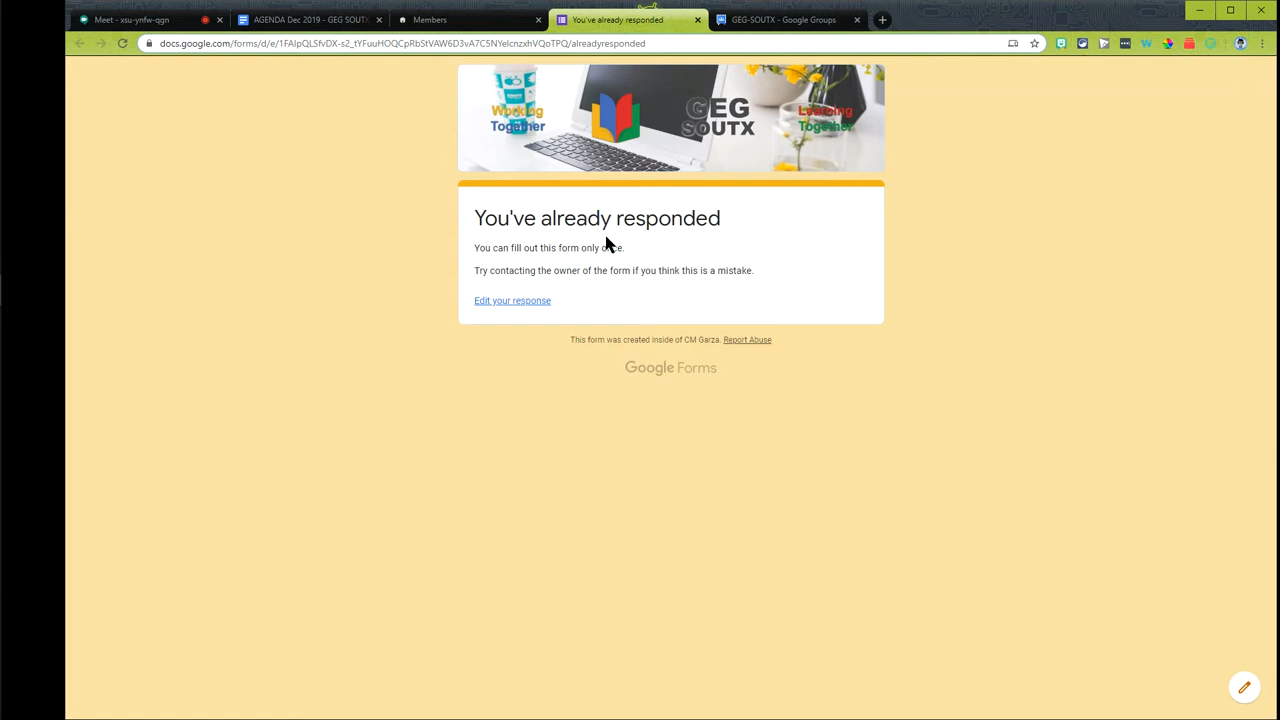 Meet - xsu-ynfw-qgn
AGENDA Dec 2019 - GEG SOUTX
Members
You've already responded
GEG-SOUTX - Google Groups
docs.google.com/forms/d/e/1FAIpQLSfvDX-s2_tYFuuHOQCpRbStVAW6D3vA7C5NYelcnzxhVQoTPQ/alreadyresponded
Working
Together
GEG
SOUTX
Learning
Together
You've already responded
You can fill out this form only once.
Try contacting the owner of the form if you think this is a mistake.
Edit your response
This form was created inside of CM Garza. Report Abuse
Google Forms